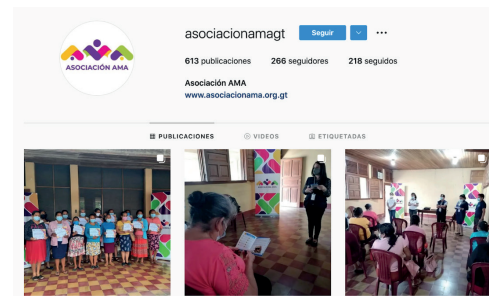 asociacionamagt Seguir
613 publicaciones 266 seguidores 218 seguidos
ASOCIACIÓN AMA
Asociación AMA
www.asociacionama.org.gt
PUBLICACIONES VIDEOS ETIQUETADAS